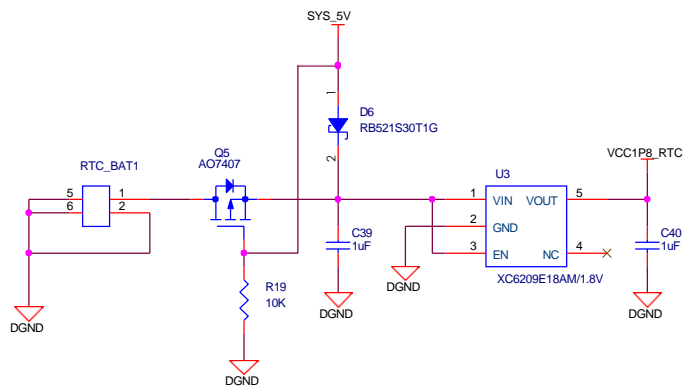 SYS_5V
1
D6
RB521S30T1G
2
RTC_BAT1
5
6
1
2
Q5
AO7407
U3
VCC1P8_RTC
1
VIN
VOUT
5
2
GND
3
EN
NC
4
XC6209E18AM/1.8V
C39
1uF
C40
1uF
R19
10K
DGND
DGND
DGND
DGND
DGND